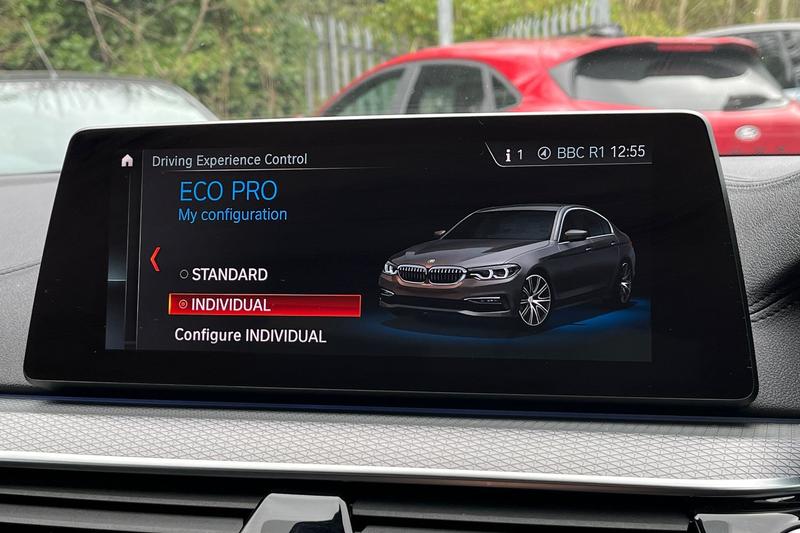 Driving Experience Control
1 BBC R1 12:55
ECO PRO
My configuration
STANDARD
INDIVIDUAL
Configure INDIVIDUAL